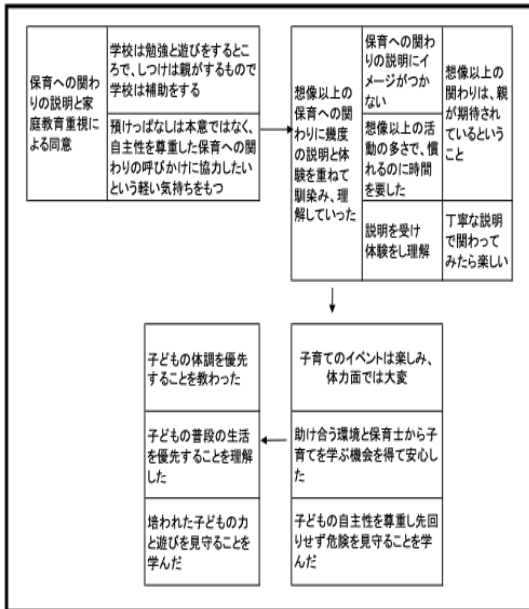 保育への関わ
りの説明と家
庭教育重視に
よる同意
学校は勉強と遊びをするとこ
ろで、しつけは親がするもので
学校は補助をする
預けっぱなしは本意ではなく、自
主性を尊重した保育への関
わりの呼びかけに協力したい
という軽い気持ちをもつ
想像以上の
保育への関
わりに幾度
の説明と体
験を重ねて
馴染み、理
解していった
保育への関わ
りの説明にイ
メージがつか
ない
想像以上の活
動の多さで、慣
れるのに時間
を要した
説明を受け
体験をし理解
想像以上の
関わりは、親
が期待され
ているという
こと
丁寧な説明
で関わって
みたら楽しい
子どもの体調を優先
することを教わった
子どもの普段の生活
を優先することを理解
した
培われた子どもの力
と遊びを見守ることを
学んだ
子育てのイベントは楽しみ、
体力面では大変
助け合う環境と保育士から子
育てを学ぶ機会を得て安心し
た
子どもの自主性を尊重し先回
りせず危険を見守ることを学
んだ